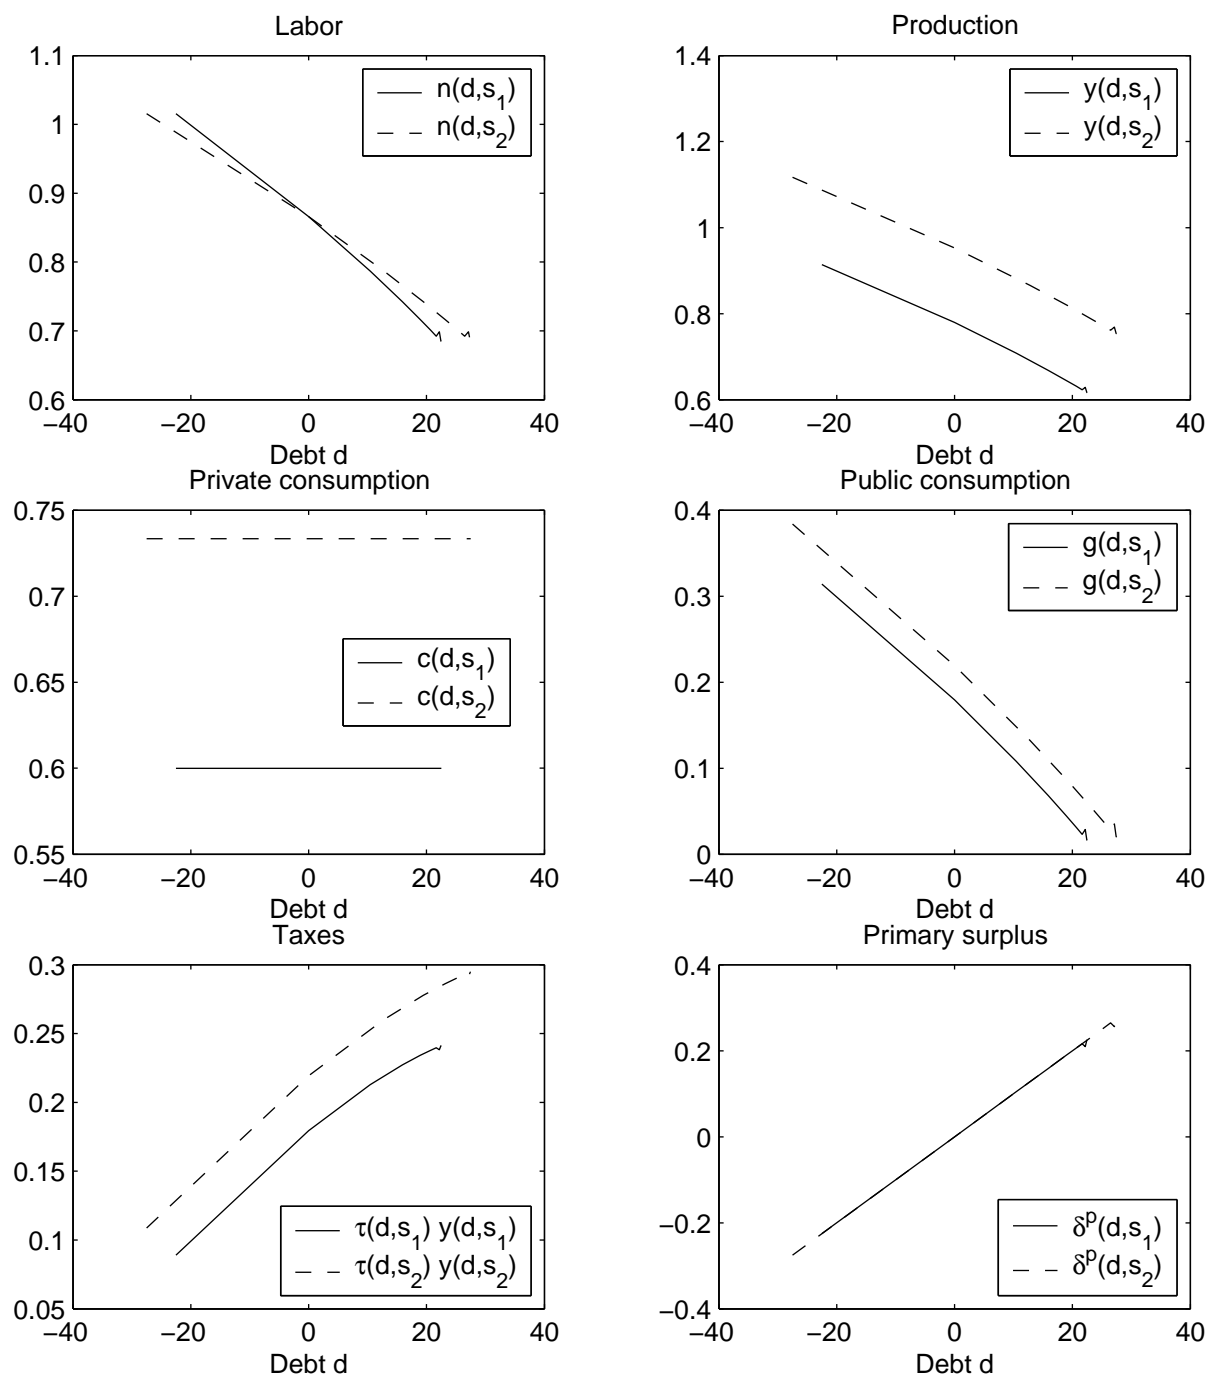 Labor
1.1
1
0.9
0.8
0.7
0.6
−40 −20 0 20 40
Debt d
n(d,s1)
n(d,s2)
Production
1.4
1.2
1
0.8
0.6
−40 −20 0 20 40
Debt d
y(d,s1)
y(d,s2)
Private consumption
0.75
0.7
0.65
0.6
0.55
−40 −20 0 20 40
Debt d
c(d,s1)
c(d,s2)
Public consumption
0.4
0.3
0.2
0.1
0
−40 −20 0 20 40
Debt d
g(d,s1)
g(d,s2)
Taxes
0.3
0.25
0.2
0.15
0.1
0.05
−40 −20 0 20 40
Debt d
τ(d,s1) y(d,s1)
τ(d,s2) y(d,s2)
Primary surplus
0.4
0.2
0
−0.2
−0.4
−40 −20 0 20 40
Debt d
δp(d,s1)
δp(d,s2)